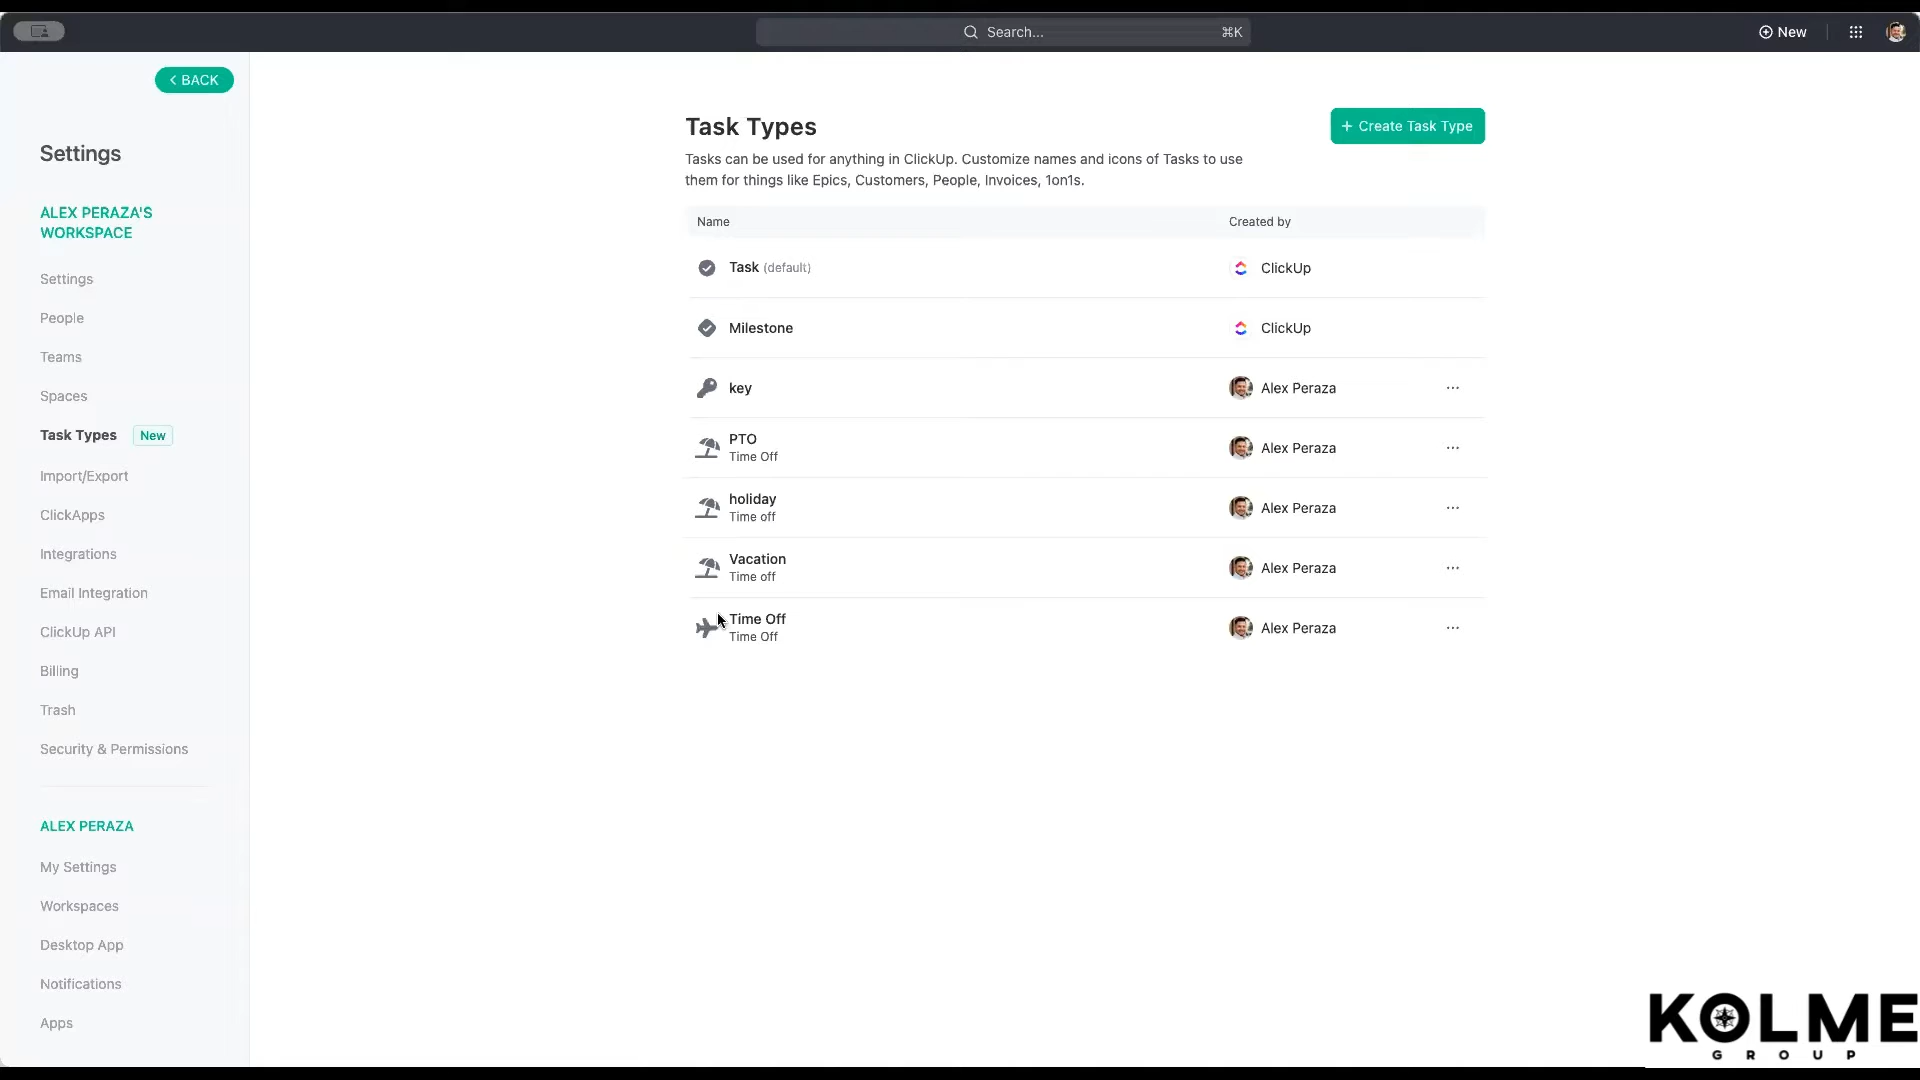 Search...
⌘K
New
BACK
Settings
ALEX PERAZA'S
WORKSPACE
Settings
People
Teams
Spaces
Task Types New
Import/Export
ClickApps
Integrations
Email Integration
ClickUp API
Billing
Trash
Security & Permissions
ALEX PERAZA
My Settings
Workspaces
Desktop App
Notifications
Apps
Task Types
+ Create Task Type
Tasks can be used for anything in ClickUp. Customize names and icons of Tasks to use
them for things like Epics, Customers, People, Invoices, 1on1s.
Name Created by
Task (default) ClickUp
Milestone ClickUp
key Alex Peraza
PTO
Time Off
Alex Peraza
holiday
Time off
Alex Peraza
Vacation
Time off
Alex Peraza
Time Off
Time Off
Alex Peraza
KOLME
GROUP